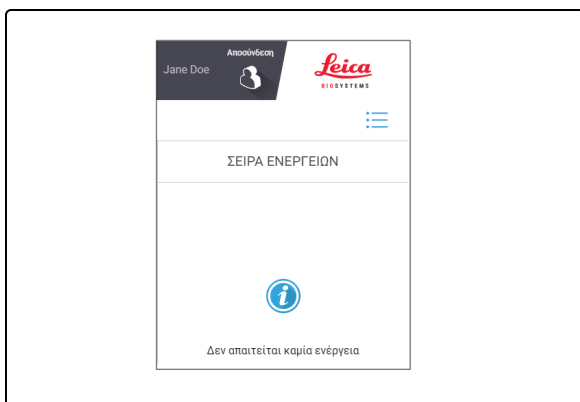 Αποσύνδεση
Jane Doe
Leica
BIOSYSTEMS
ΣΕΙΡΑ ΕΝΕΡΓΕΙΩΝ
i
Δεν απαιτείται καμία ενέργεια